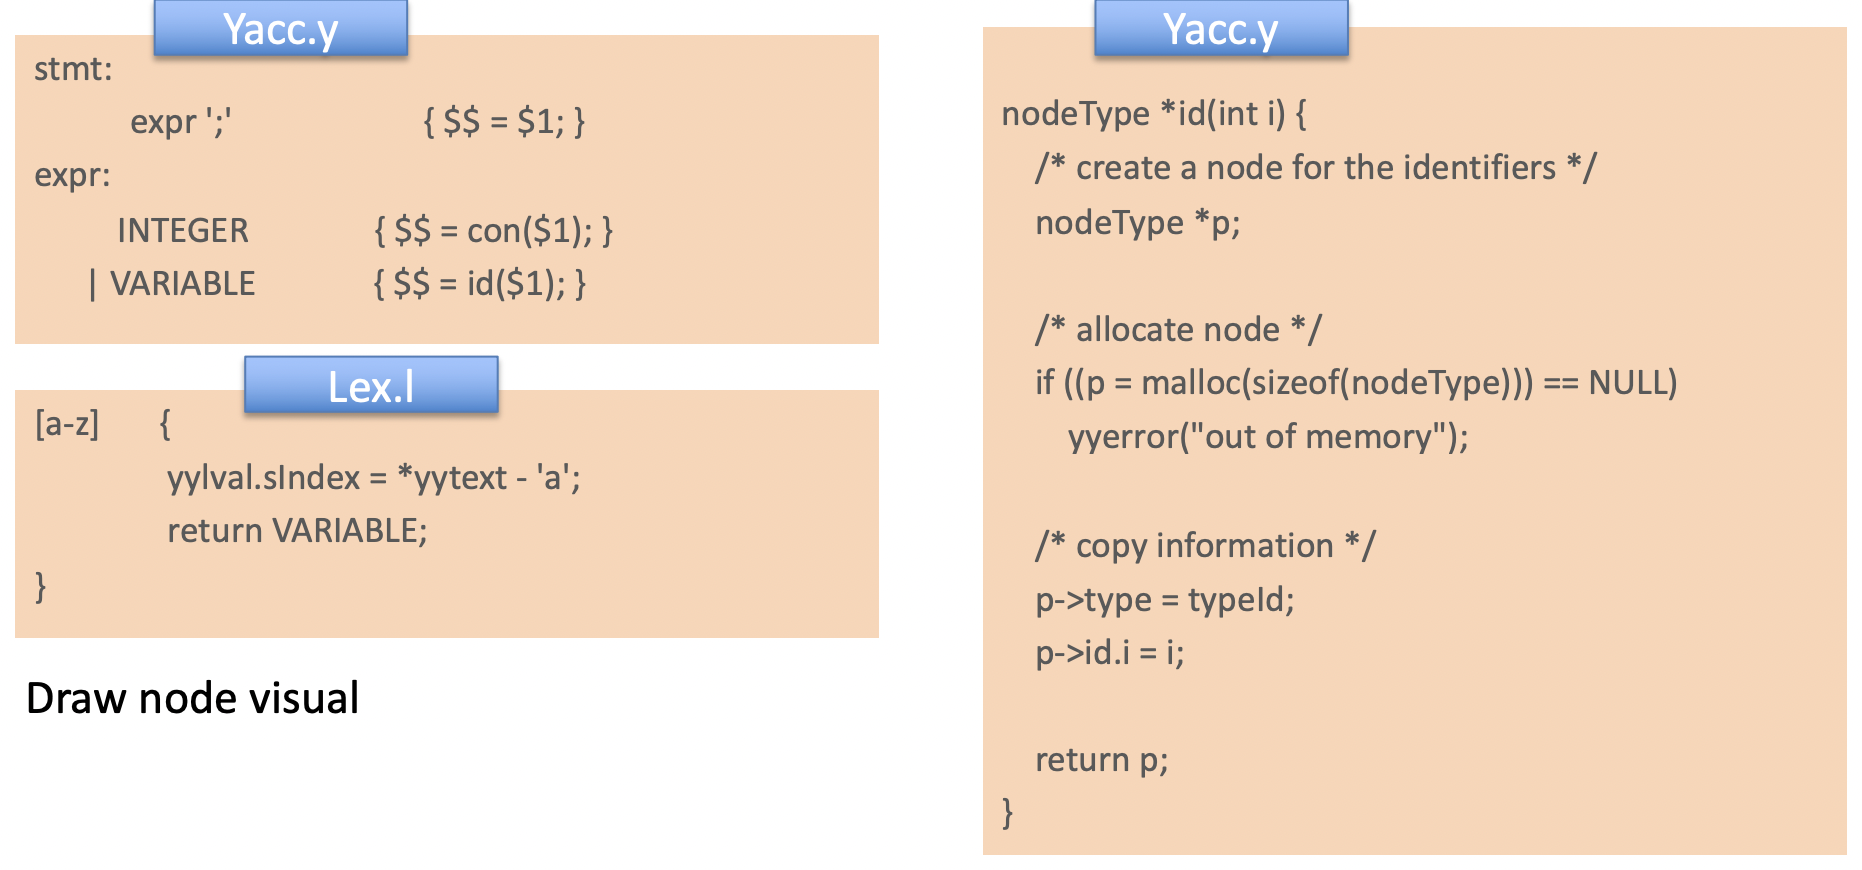 Yacc.y
stmt:
expr ';' { $$ = $1; }
expr:
INTEGER { $$ = con($1); }
| VARIABLE { $$ = id($1); }
Lex.l
[a-z] {
yylval.sIndex = *yytext - 'a';
return VARIABLE;
}
Draw node visual
Yacc.y
nodeType *id(int i) {
/* create a node for the identifiers */
nodeType *p;
/* allocate node */
if ((p = malloc(sizeof(nodeType))) == NULL)
yyerror("out of memory");
/* copy information */
p->type = typeId;
p->id.i = i;
return p;
}